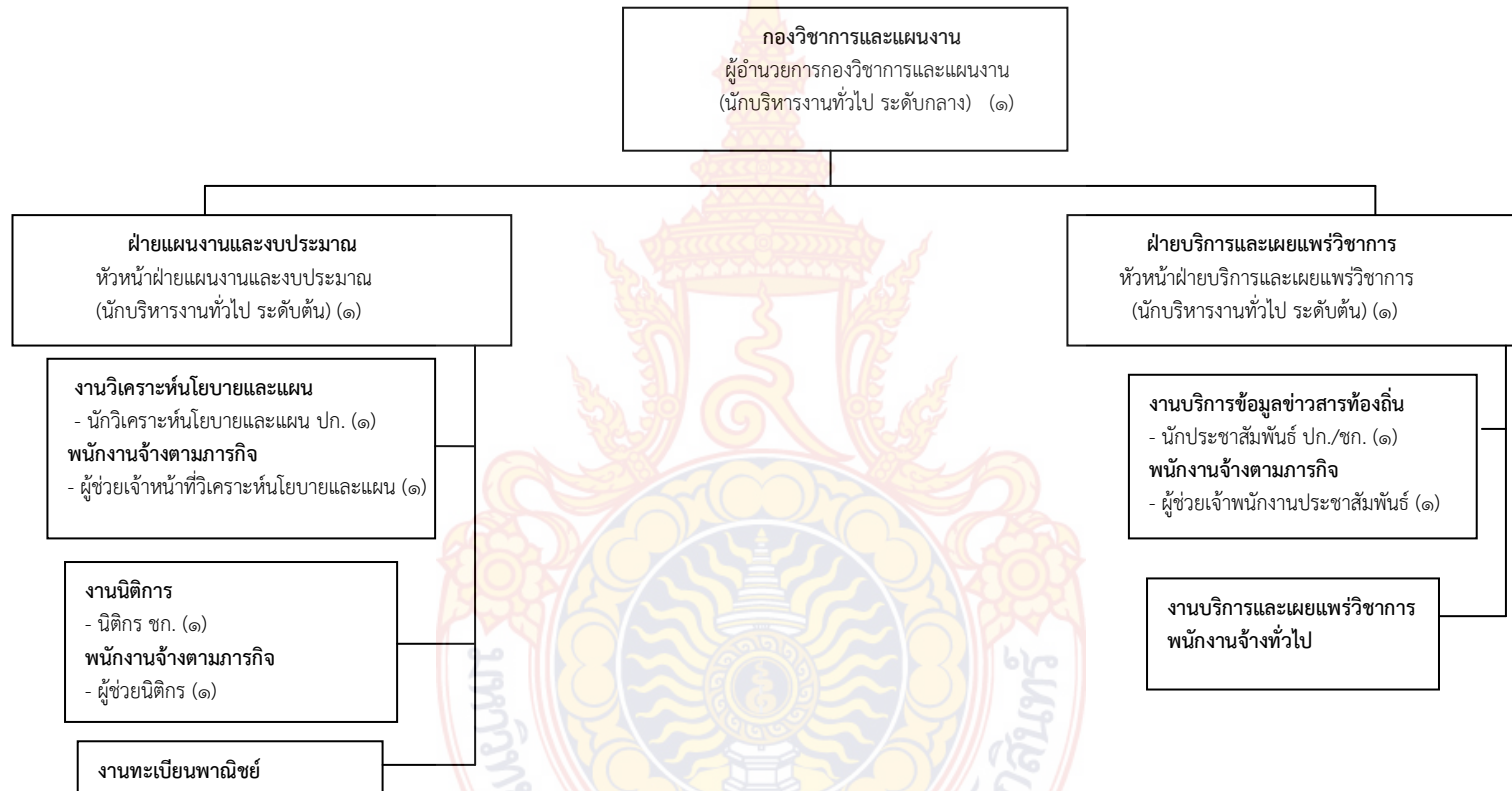 กองวิชาการและแผนงาน
ผู้อำนวยการกองวิชาการและแผนงาน
(นักบริหารงานทั่วไป ระดับกลาง) (๑)
ฝ่ายแผนงานและงบประมาณ
หัวหน้าฝ่ายแผนงานและงบประมาณ
(นักบริหารงานทั่วไป ระดับต้น) (๑)
งานวิเคราะห์นโยบายและแผน
- นักวิเคราะห์นโยบายและแผน ปก. (๑)
พนักงานจ้างตามภารกิจ
- ผู้ช่วยเจ้าหน้าที่วิเคราะห์นโยบายและแผน (๑)
งานนิติการ
- นิติกร ชก. (๑)
พนักงานจ้างตามภารกิจ
- ผู้ช่วยนิติกร (๑)
งานทะเบียนพาณิชย์
ฝ่ายบริการและเผยแพร่วิชาการ
หัวหน้าฝ่ายบริการและเผยแพร่วิชาการ
(นักบริหารงานทั่วไป ระดับต้น) (๑)
งานบริการข้อมูลข่าวสารท้องถิ่น
- นักประชาสัมพันธ์ ปก./ชก. (๑)
พนักงานจ้างตามภารกิจ
- ผู้ช่วยเจ้าพนักงานประชาสัมพันธ์ (๑)
งานบริการและเผยแพร่วิชาการ
พนักงานจ้างทั่วไป